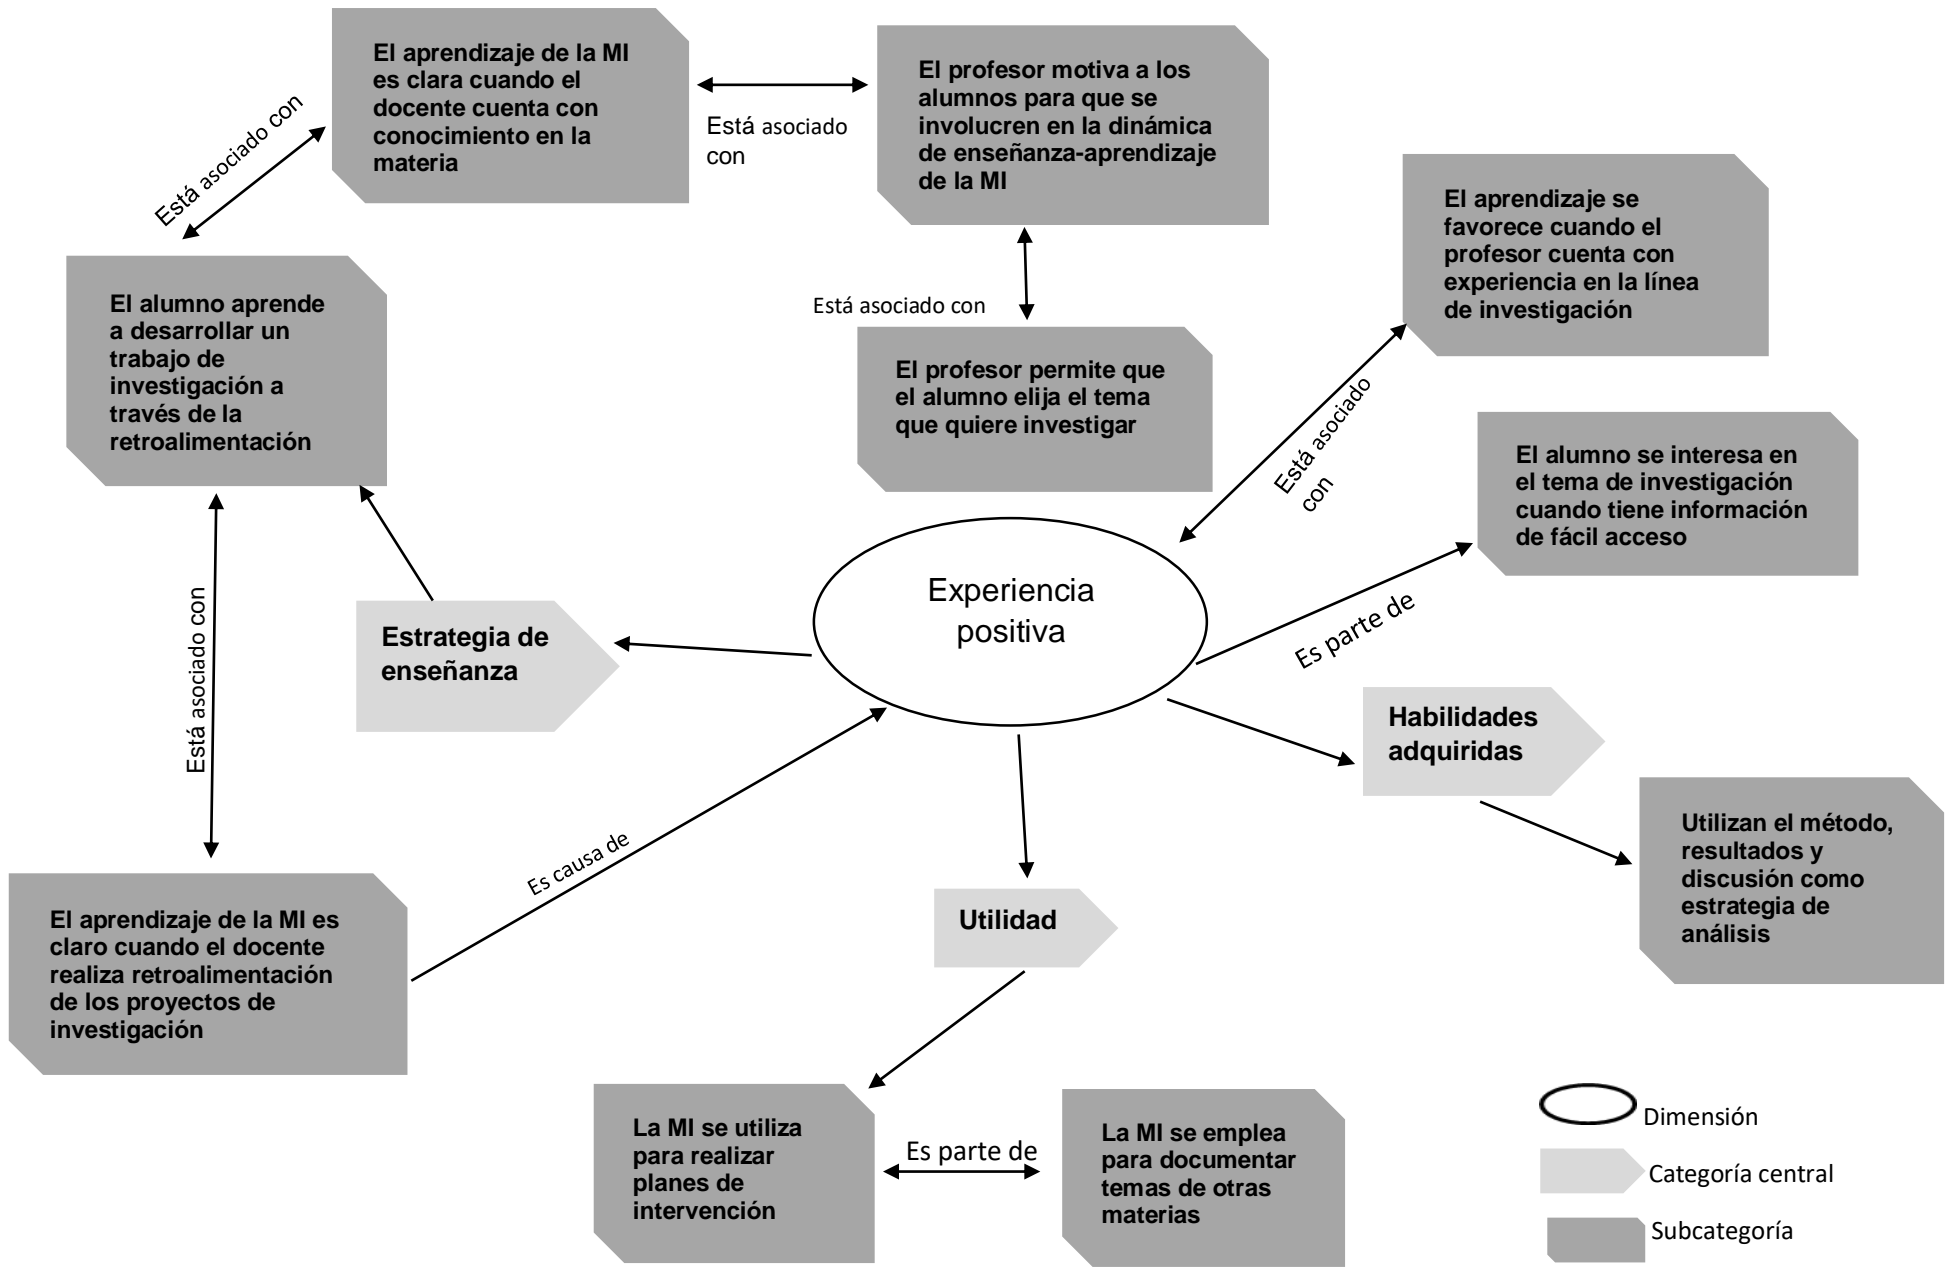 El aprendizaje de la MI
es clara cuando el
docente cuenta con
conocimiento en la
materia
El profesor motiva a los
alumnos para que se
involucren en la dinámica
de enseñanza-aprendizaje
de la MI
Está asociado con
Está asociado
con
El aprendizaje se
favorece cuando el
profesor cuenta con
experiencia en la línea
de investigación
El alumno aprende
a desarrollar un
trabajo de
investigación a
través de la
retroalimentación
Está asociado con
El profesor permite que
el alumno elija el tema
que quiere investigar
Está asociado
con
El alumno se interesa en
el tema de investigación
cuando tiene información
de fácil acceso
Está asociado con
Estrategia de
enseñanza
Experiencia
positiva
Es parte de
Habilidades
adquiridas
Utilizan el método,
resultados y
discusión como
estrategia de
análisis
Es causa de
El aprendizaje de la MI es
claro cuando el docente
realiza retroalimentación
de los proyectos de
investigación
Utilidad
La MI se utiliza
para realizar
planes de
intervención
Es parte de
La MI se emplea
para documentar
temas de otras
materias
Dimensión
Categoría central
Subcategoría